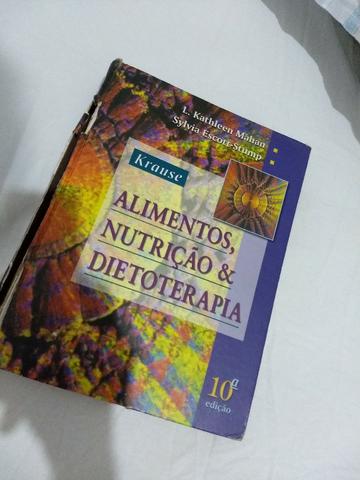 L. Kathleen Mahan
Sylvia Escott-Stump
Krause
ALIMENTOS,
NUTRIÇÃO &
DIETOTERAPIA
10ª
edição